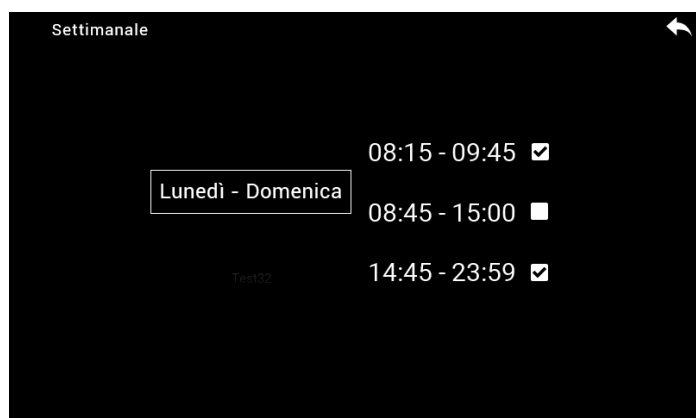 Settimanale
08:15 - 09:45
Lunedì - Domenica
08:45 - 15:00
14:45 - 23:59
Test32